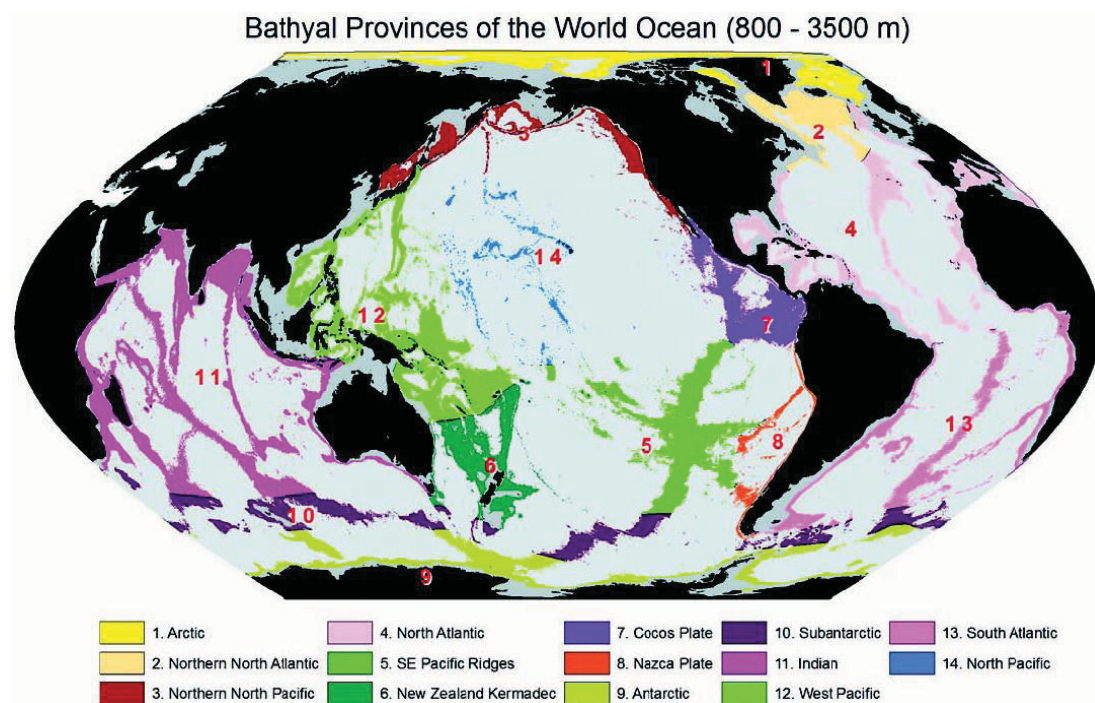 Bathyal Provinces of the World Ocean (800 - 3500 m)
1
2
3
4
14
12
7
11
13
5
8
6
10
9
1. Arctic
4. North Atlantic
7. Cocos Plate
10. Subantarctic
13. South Atlantic
2. Northern North Atlantic
5. SE Pacific Ridges
8. Nazca Plate
11. Indian
14. North Pacific
3. Northern North Pacific
6. New Zealand Kermadec
9. Antarctic
12. West Pacific